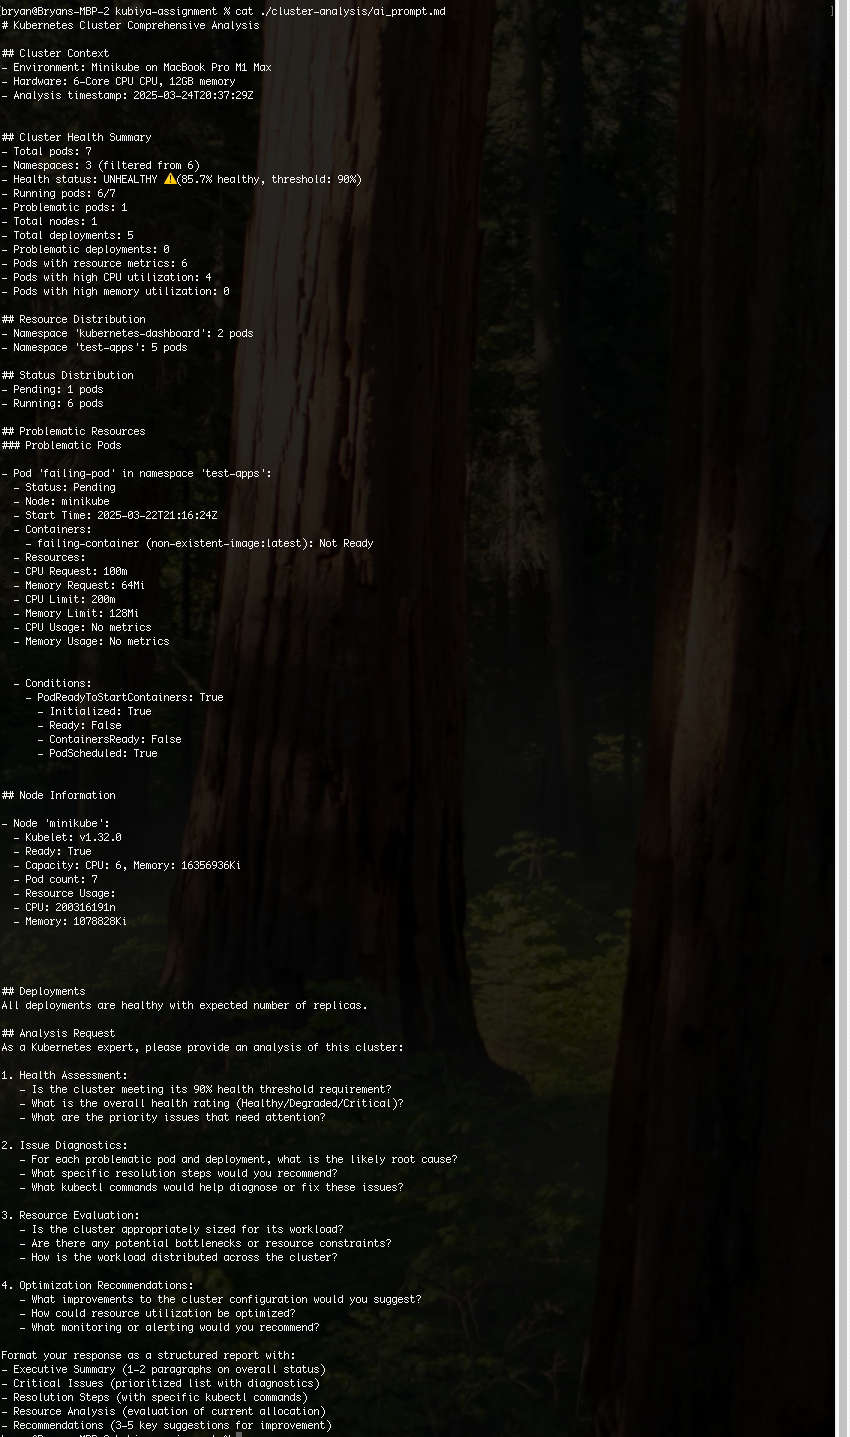 bryan@Bryans-MBP-2 kubiya-assignment % cat ./cluster-analysis/ai_prompt.md
# Kubernetes Cluster Comprehensive Analysis
## Cluster Context
- Environment: Minikube on MacBook Pro M1 Max
- Hardware: 6-Core CPU CPU, 12GB memory
- Analysis timestamp: 2025-03-24T20:37:29Z
## Cluster Health Summary
- Total pods: 7
- Namespaces: 3 (filtered from 6)
- Health status: UNHEALTHY ⚠️(85.7% healthy, threshold: 90%)
- Running pods: 6/7
- Problematic pods: 1
- Total nodes: 1
- Total deployments: 5
- Problematic deployments: 0
- Pods with resource metrics: 6
- Pods with high CPU utilization: 4
- Pods with high memory utilization: 0
## Resource Distribution
- Namespace 'kubernetes-dashboard': 2 pods
- Namespace 'test-apps': 5 pods
## Status Distribution
- Pending: 1 pods
- Running: 6 pods
## Problematic Resources
### Problematic Pods
- Pod 'failing-pod' in namespace 'test-apps':
- Status: Pending
- Node: minikube
- Start Time: 2025-03-22T21:16:24Z
- Containers:
- failing-container (non-existent-image:latest): Not Ready
- Resources:
- CPU Request: 100m
- Memory Request: 64Mi
- CPU Limit: 200m
- Memory Limit: 128Mi
- CPU Usage: No metrics
- Memory Usage: No metrics
- Conditions:
- PodReadyToStartContainers: True
- Initialized: True
- Ready: False
- ContainersReady: False
- PodScheduled: True
## Node Information
- Node 'minikube':
- Kubelet: v1.32.0
- Ready: True
- Capacity: CPU: 6, Memory: 16356936Ki
- Pod count: 7
- Resource Usage:
- CPU: 200316191n
- Memory: 1078828Ki
## Deployments
All deployments are healthy with expected number of replicas.
## Analysis Request
As a Kubernetes expert, please provide an analysis of this cluster:
1. Health Assessment:
- Is the cluster meeting its 90% health threshold requirement?
- What is the overall health rating (Healthy/Degraded/Critical)?
- What are the priority issues that need attention?
2. Issue Diagnostics:
- For each problematic pod and deployment, what is the likely root cause?
- What specific resolution steps would you recommend?
- What kubectl commands would help diagnose or fix these issues?
3. Resource Evaluation:
- Is the cluster appropriately sized for its workload?
- Are there any potential bottlenecks or resource constraints?
- How is the workload distributed across the cluster?
4. Optimization Recommendations:
- What improvements to the cluster configuration would you suggest?
- How could resource utilization be optimized?
- What monitoring or alerting would you recommend?
Format your response as a structured report with:
- Executive Summary (1-2 paragraphs on overall status)
- Critical Issues (prioritized list with diagnostics)
- Resolution Steps (with specific kubectl commands)
- Resource Analysis (evaluation of current allocation)
- Recommendations (3-5 key suggestions for improvement)